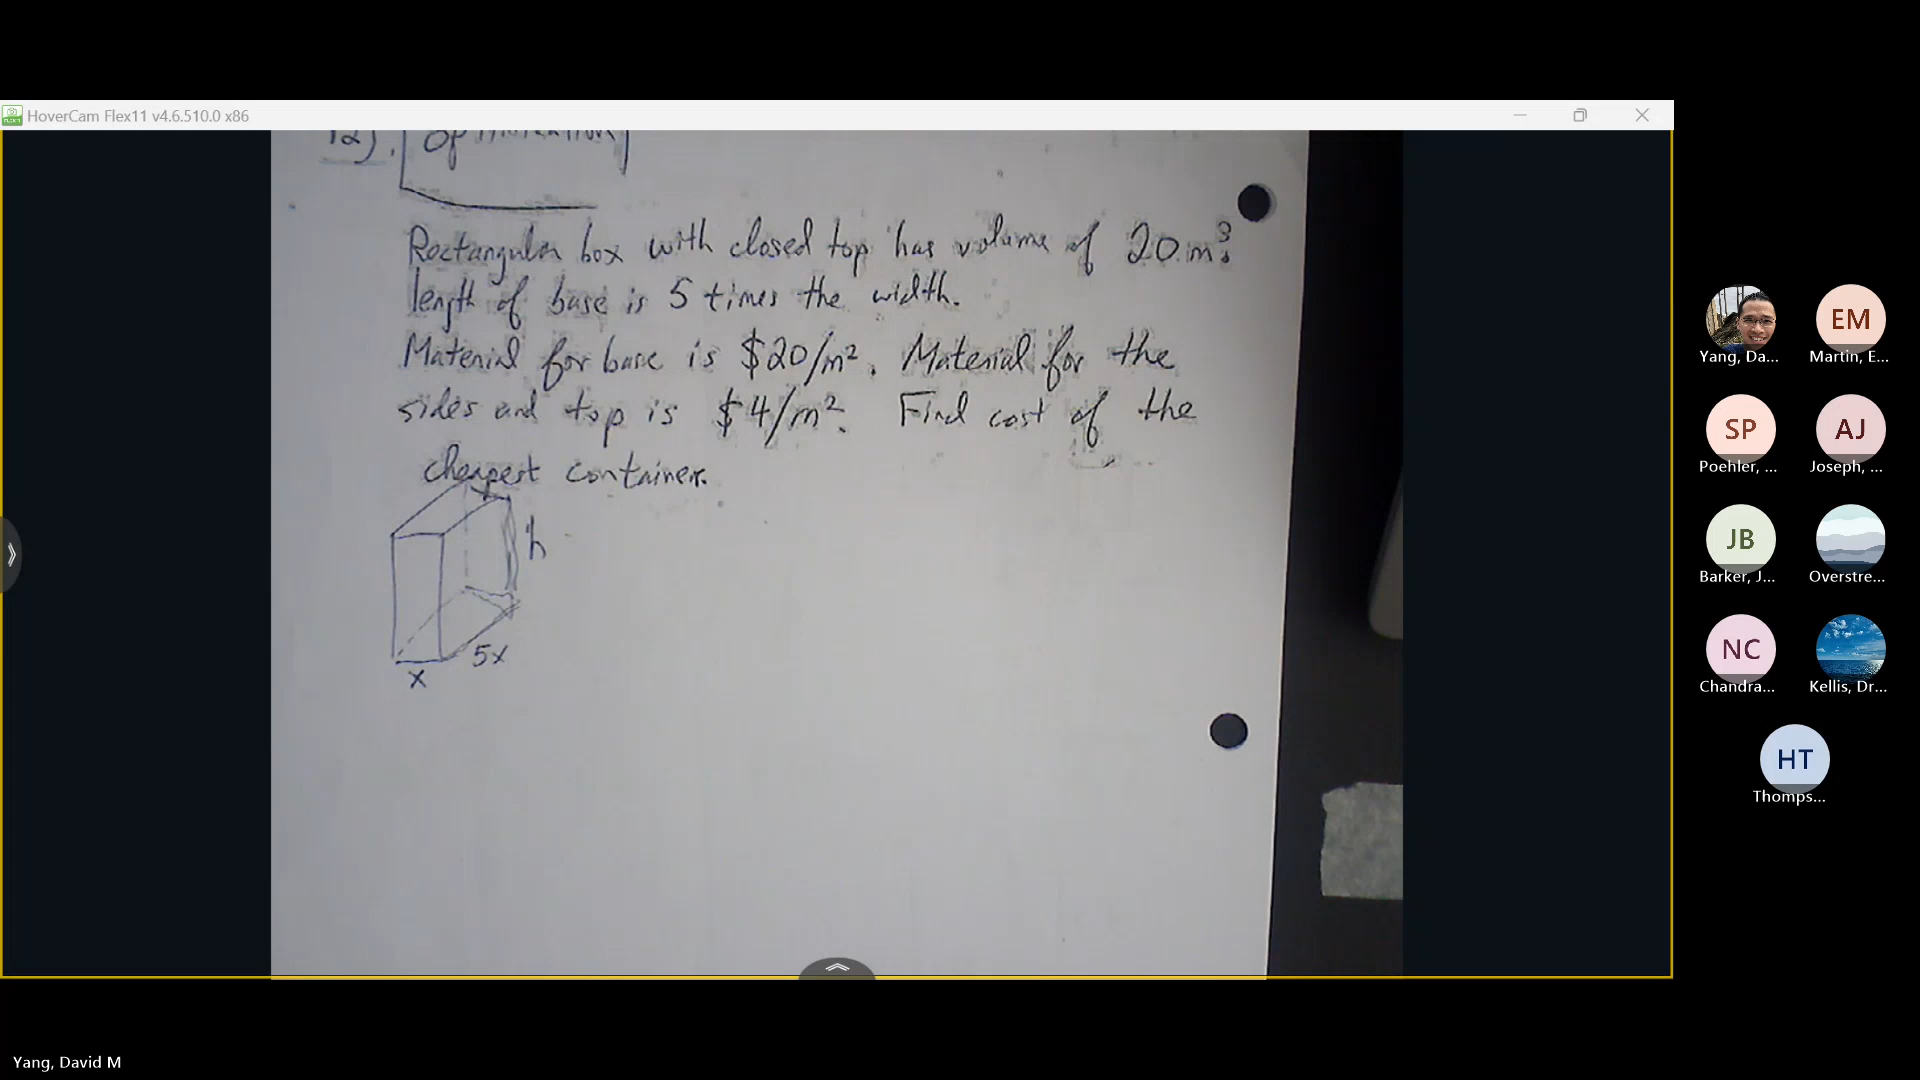 HoverCam Flex11 v4.6.510.0 x86
12). Optimization
Rectangular box with closed top has volume of 20 m³.
length of base is 5 times the width.
Material for base is $20/m². Material for the
sides and top is $4/m². Find cost of the
cheapest container.
h
5x
x
Yang, Da... EM Martin, E...
SP Poehler, ... AJ Joseph, ...
JB Barker, J... Overstre...
NC Chandra... Kellis, Dr...
HT Thomps...
Yang, David M